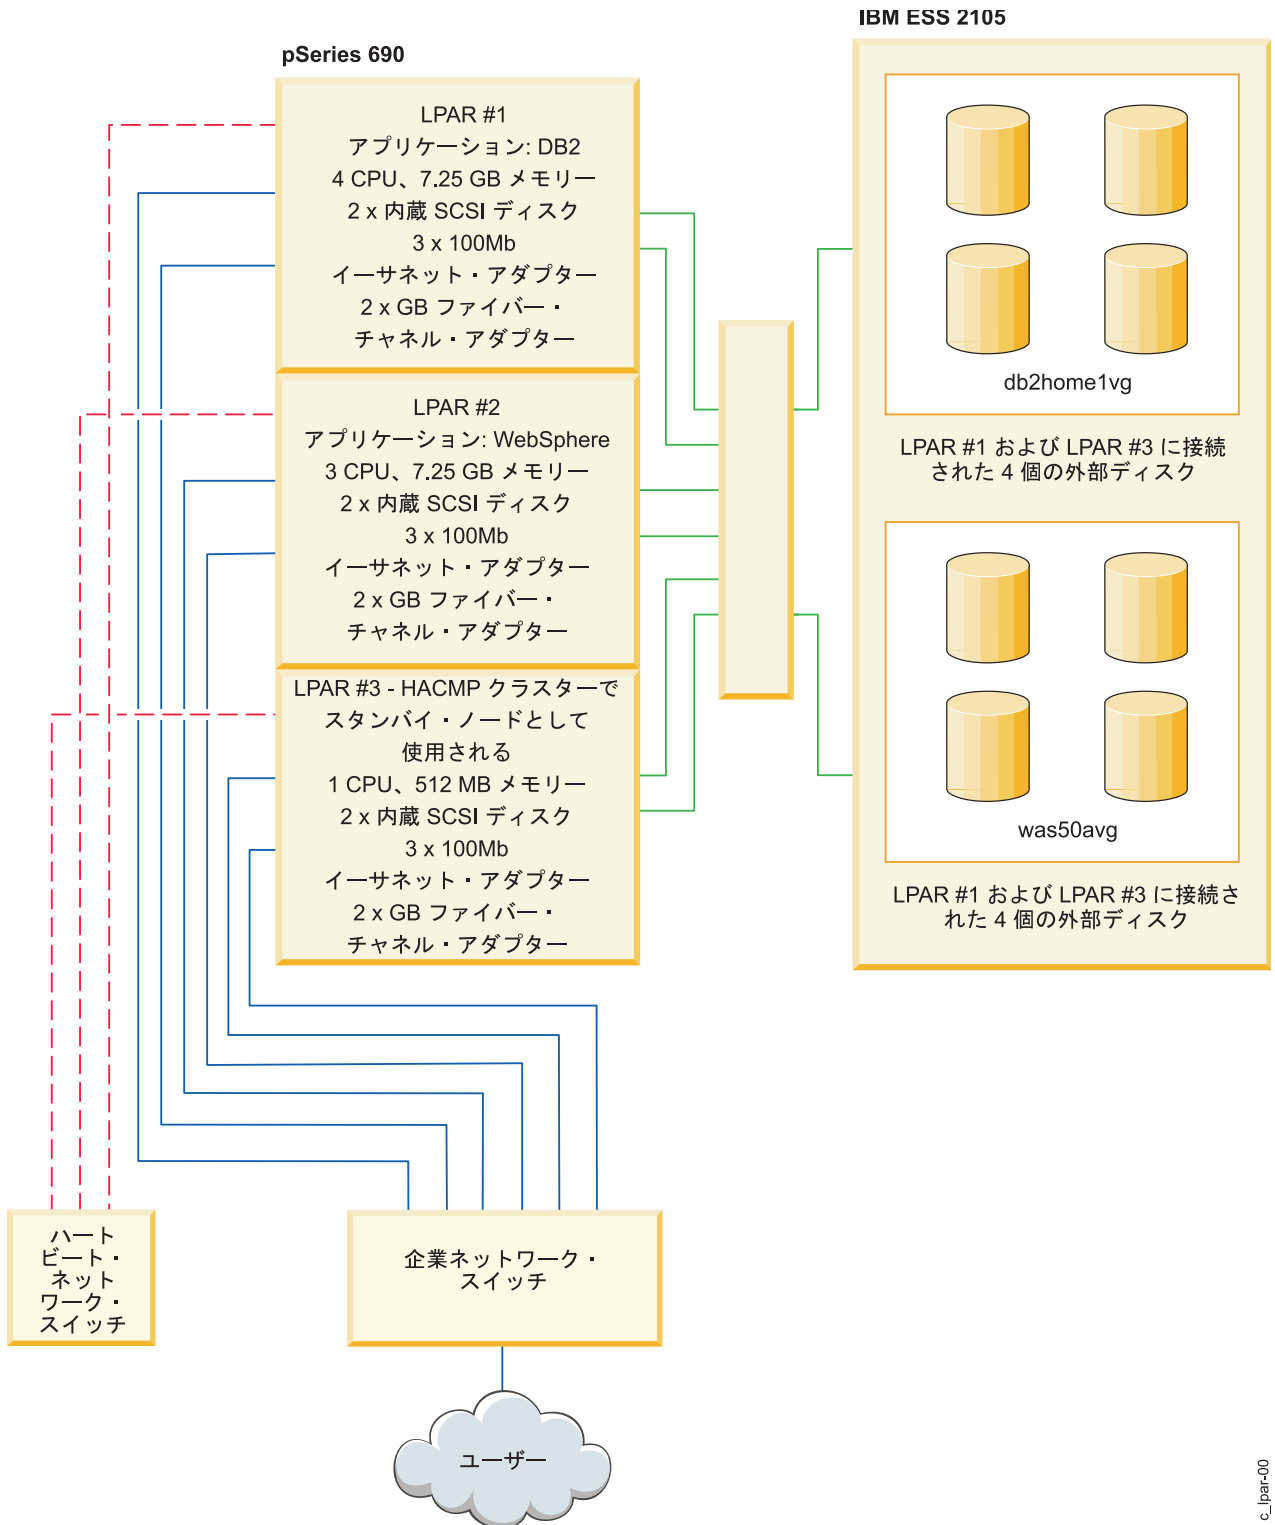 IBM ESS 2105
pSeries 690
LPAR #1
アプリケーション: DB2
4 CPU、7.25 GB メモリー
2 x 内蔵 SCSI ディスク
3 x 100Mb
イーサネット・アダプター
2 x GB ファイバー・
チャネル・アダプター
LPAR #2
アプリケーション: WebSphere
3 CPU、7.25 GB メモリー
2 x 内蔵 SCSI ディスク
3 x 100Mb
イーサネット・アダプター
2 x GB ファイバー・
チャネル・アダプター
LPAR #3 - HACMP クラスターで
スタンバイ・ノードとして
使用される
1 CPU、512 MB メモリー
2 x 内蔵 SCSI ディスク
3 x 100Mb
イーサネット・アダプター
2 x GB ファイバー・
チャネル・アダプター
db2home1vg
LPAR #1 および LPAR #3 に接続
された 4 個の外部ディスク
was50avg
LPAR #1 および LPAR #3 に接続さ
れた 4 個の外部ディスク
ハート
ビート・
ネット
ワーク・
スイッチ
企業ネットワーク・
スイッチ
ユーザー
c_lpar-00